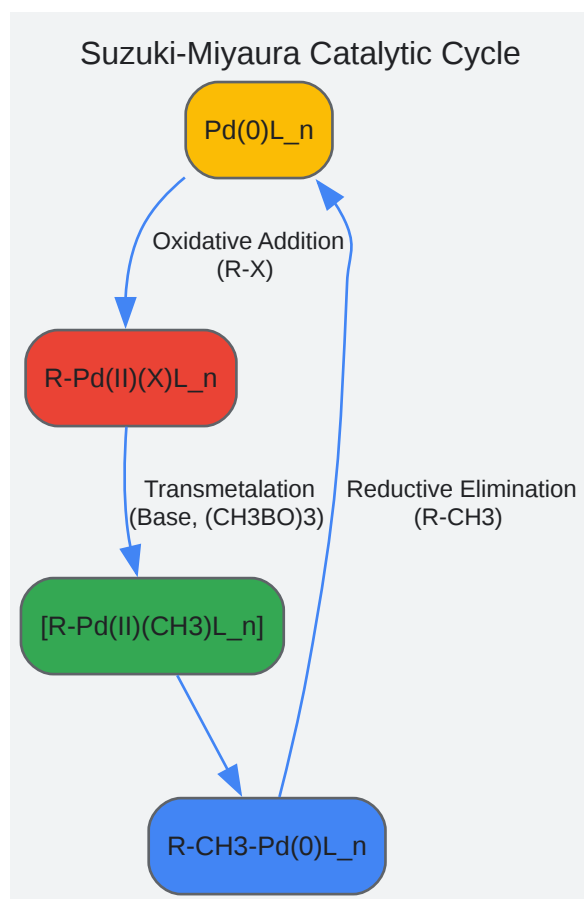 Suzuki-Miyaura Catalytic Cycle
Pd(0)L_n
Oxidative Addition
(R-X)
R-Pd(II)(X)L_n
Transmetalation
(Base, (CH3BO)3)
Reductive Elimination
(R-CH3)
[R-Pd(II)(CH3)L_n]
R-CH3-Pd(0)L_n